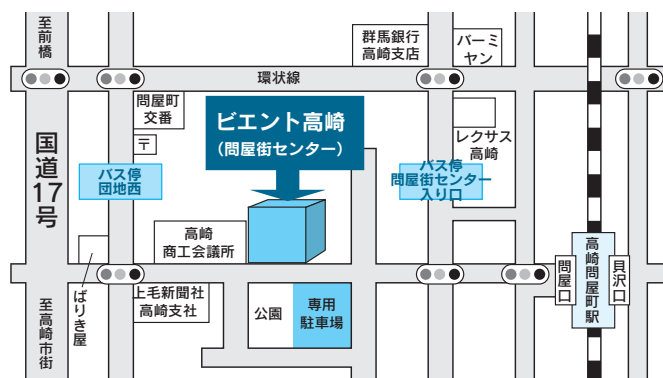 至前橋
群馬銀行
高崎支店
バーミ
ヤン
環状線
問屋町
交番
〒
ビエント高崎
（問屋街センター）
レクサス
高崎
国道17号
バス停
団地西
バス停
問屋街センター
入り口
高崎
商工会議所
ばりき屋
上毛新聞社
高崎支社
公園
専用
駐車場
問屋口
高崎問屋町駅
貝沢口
至高崎市街